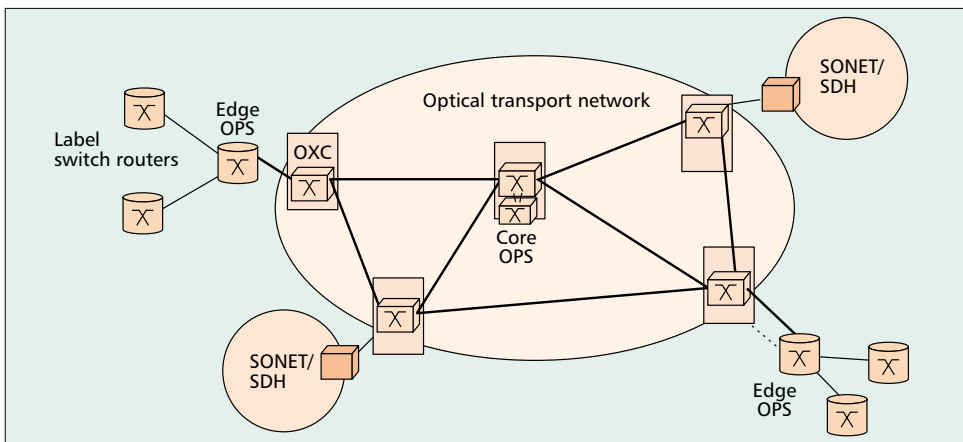 SONET/
SDH
Optical transport network
Edge
OPS
Label
switch routers
OXC
Core
OPS
SONET/
SDH
Edge
OPS